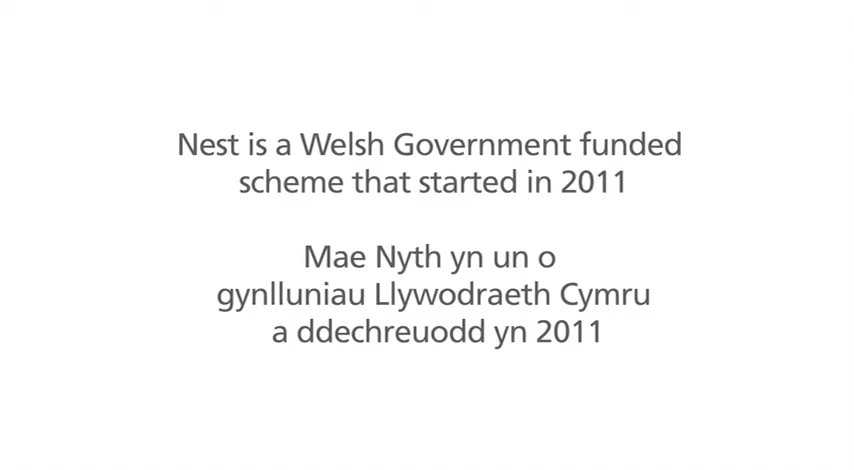 Nest is a Welsh Government funded
scheme that started in 2011
Mae Nyth yn un o
gynlluniau Llywodraeth Cymru
a ddechreuodd yn 2011